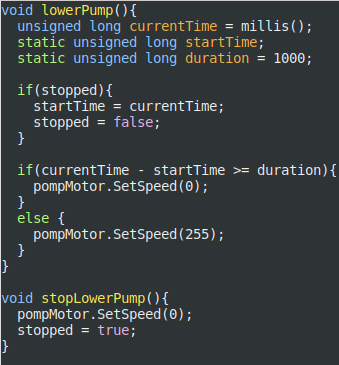 void lowerPump(){
  unsigned long currentTime = millis();
  static unsigned long startTime;
  static unsigned long duration = 1000;

  if(stopped){
    startTime = currentTime;
    stopped = false;
  }

  if(currentTime - startTime >= duration){
    pompMotor.SetSpeed(0);
  }
  else {
    pompMotor.SetSpeed(255);
  }
}

void stopLowerPump(){
  pompMotor.SetSpeed(0);
  stopped = true;
}